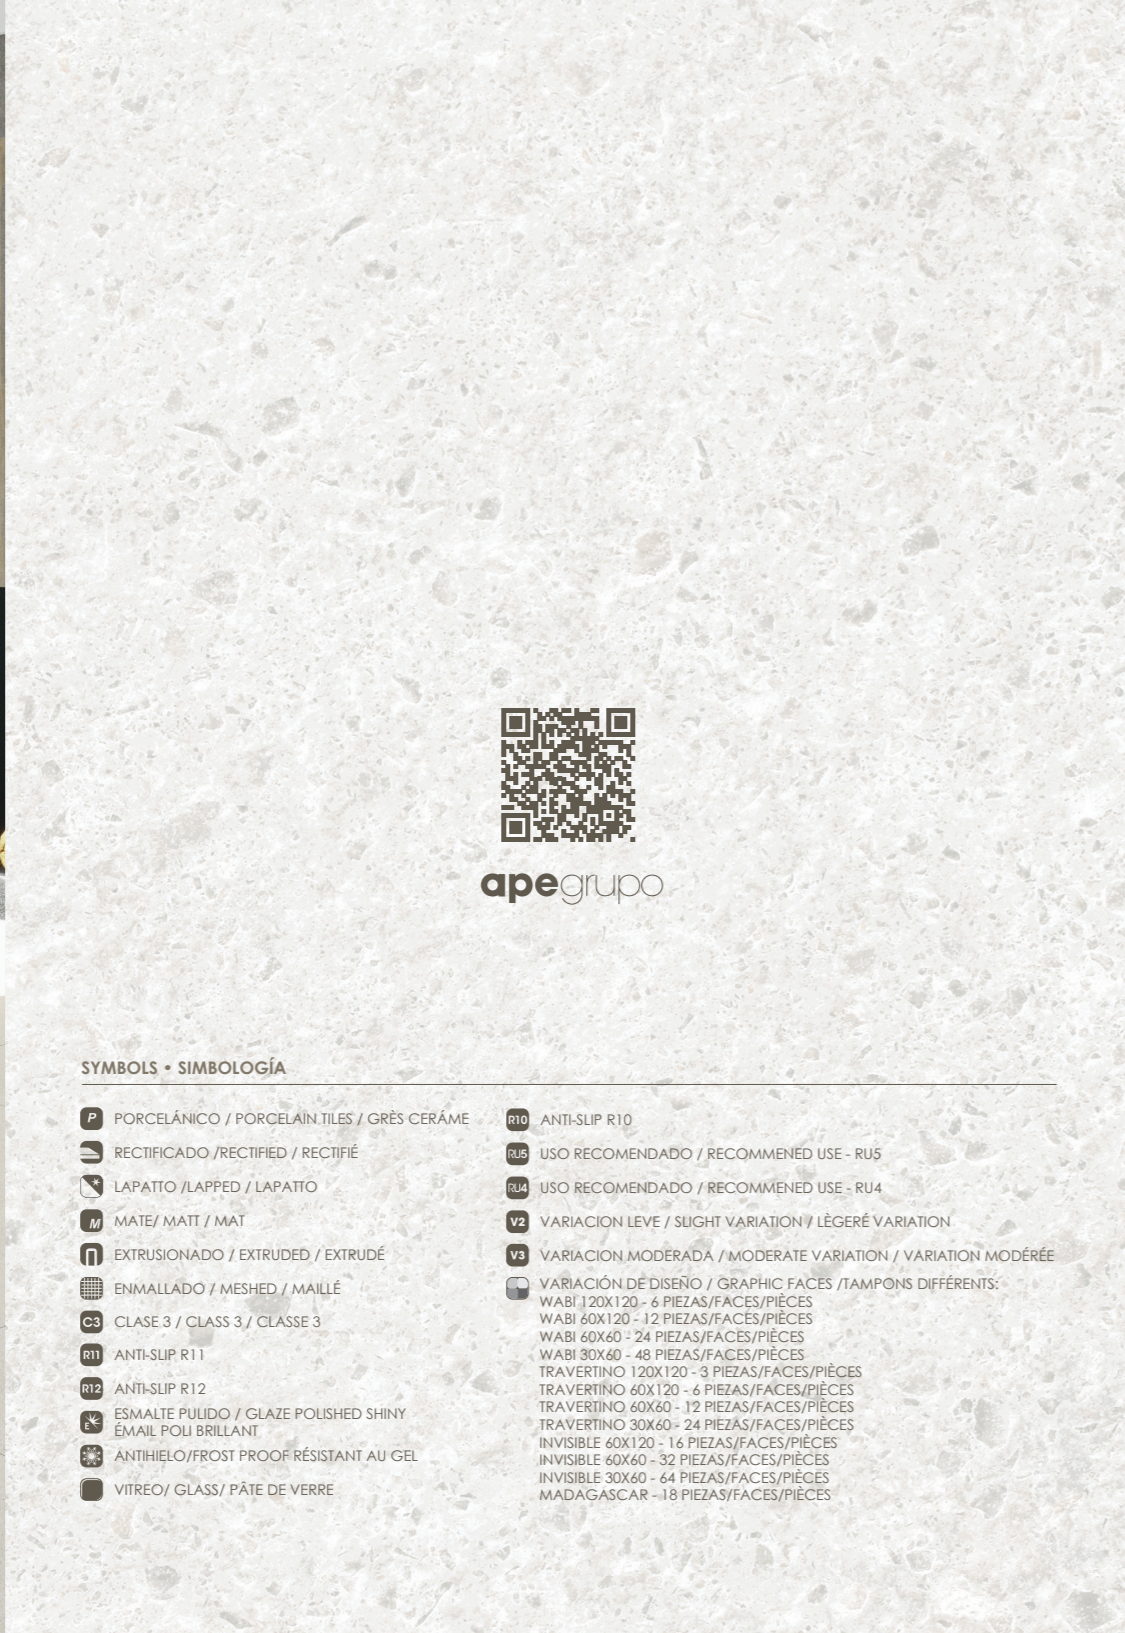 apegrupo
SYMBOLS • SIMBOLOGÍA
P PORCELÁNICO / PORCELAIN TILES / GRÈS CERÁME
RECTIFICADO /RECTIFIED / RECTIFIÉ
LAPATTO /LAPPED / LAPATTO
M MATE/ MATT / MAT
EXTRUSIONADO / EXTRUDED / EXTRUDÉ
ENMALLADO / MESHED / MAILLÉ
C3 CLASE 3 / CLASS 3 / CLASSE 3
R11 ANTI-SLIP R11
R12 ANTI-SLIP R12
E ESMALTE PULIDO / GLAZE POLISHED SHINY
ÉMAIL POLI BRILLANT
ANTIHIELO/FROST PROOF RÉSISTANT AU GEL
VITREO/ GLASS/ PÂTE DE VERRE
R10 ANTI-SLIP R10
RU5 USO RECOMENDADO / RECOMMENED USE - RU5
RU4 USO RECOMENDADO / RECOMMENED USE - RU4
V2 VARIACION LEVE / SLIGHT VARIATION / LÈGERÉ VARIATION
V3 VARIACION MODERADA / MODERATE VARIATION / VARIATION MODÉRÉE
VARIACIÓN DE DISEÑO / GRAPHIC FACES /TAMPONS DIFFÉRENTS:
WABI 120X120 - 6 PIEZAS/FACES/PIÈCES
WABI 60X120 - 12 PIEZAS/FACES/PIÈCES
WABI 60X60 - 24 PIEZAS/FACES/PIÈCES
WABI 30X60 - 48 PIEZAS/FACES/PIÈCES
TRAVERTINO 120X120 - 3 PIEZAS/FACES/PIÈCES
TRAVERTINO 60X120 - 6 PIEZAS/FACES/PIÈCES
TRAVERTINO 60X60 - 12 PIEZAS/FACES/PIÈCES
TRAVERTINO 30X60 - 24 PIEZAS/FACES/PIÈCES
INVISIBLE 60X120 - 16 PIEZAS/FACES/PIÈCES
INVISIBLE 60X60 - 32 PIEZAS/FACES/PIÈCES
INVISIBLE 30X60 - 64 PIEZAS/FACES/PIÈCES
MADAGASCAR - 18 PIEZAS/FACES/PIÈCES